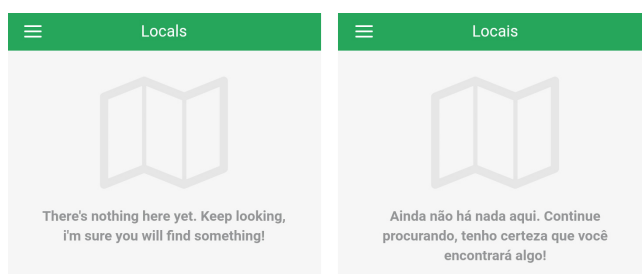 Locals
There's nothing here yet. Keep looking,
i'm sure you will find something!
Locais
Ainda não há nada aqui. Continue
procurando, tenho certeza que você
encontrará algo!